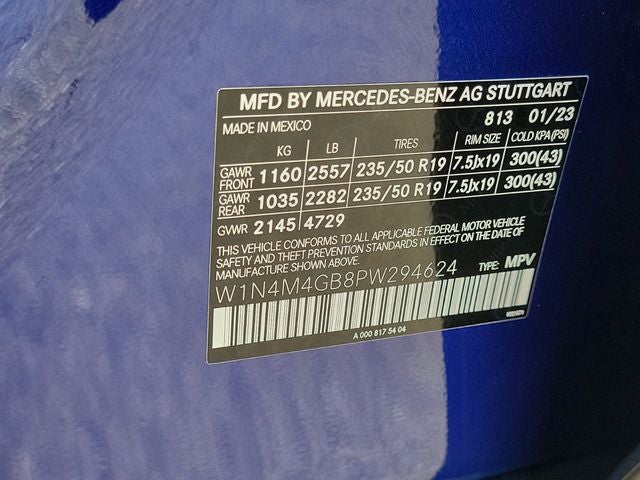 MFD BY MERCEDES-BENZ AG STUTTGART
813 01/23
MADE IN MEXICO
KG LB TIRES RIM SIZE COLD KPA(PSI)
GAWR FRONT 1160 2557 235/50 R19 7.5Jx19 300(43)
GAWR REAR 1035 2282 235/50 R19 7.5Jx19 300(43)
GVWR 2145 4729
THIS VEHICLE CONFORMS TO ALL APPLICABLE FEDERAL MOTOR VEHICLE
SAFETY AND THEFT PREVENTION STANDARDS IN EFFECT ON THE DATE OF
MANUFACTURE SHOWN ABOVE.
W1N4M4GB8PW294624 TYPE: MPV
A 000 817 54 04